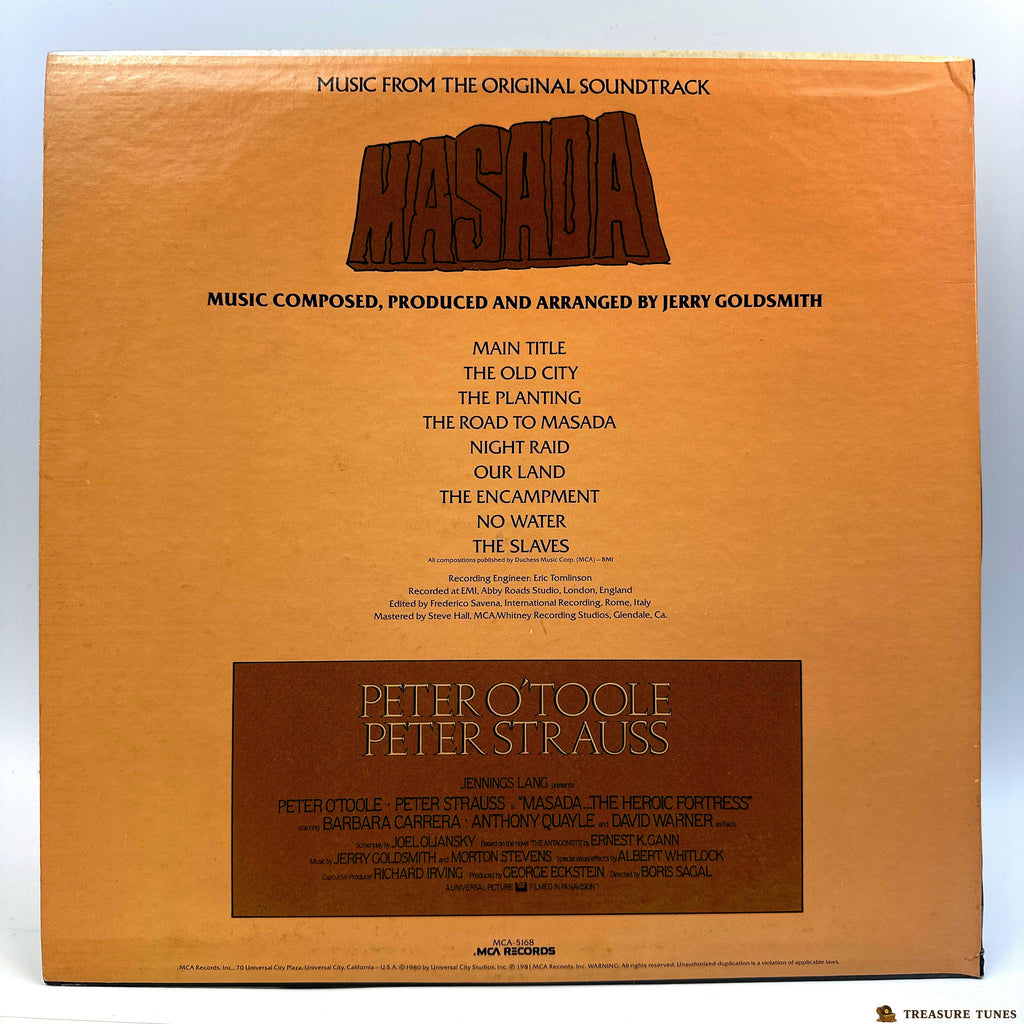 MUSIC FROM THE ORIGINAL SOUNDTRACK
MASADA
MUSIC COMPOSED, PRODUCED AND ARRANGED BY JERRY GOLDSMITH
MAIN TITLE
THE OLD CITY
THE PLANTING
THE ROAD TO MASADA
NIGHT RAID
OUR LAND
THE ENCAMPMENT
NO WATER
THE SLAVES
All compositions published by Duchess Music Corp. (MCA) – BMI
Recording Engineer: Eric Tomlinson
Recorded at EMI, Abby Roads Studio, London, England
Edited by Frederico Savena, International Recording, Rome, Italy
Mastered by Steve Hall, MCA/Whitney Recording Studios, Glendale, Ca.
PETER O'TOOLE
PETER STRAUSS
JENNINGS LANG presents
PETER O'TOOLE · PETER STRAUSS in "MASADA...THE HEROIC FORTRESS"
starring BARBARA CARRERA · ANTHONY QUAYLE and DAVID WARNER as Falco
Screenplay by JOEL OLIANSKY Based on the novel "THE ANTAGONISTS" by ERNEST K. GANN
Music by JERRY GOLDSMITH and MORTON STEVENS Special visual effects by ALBERT WHITLOCK
Executive Producer RICHARD IRVING Produced by GEORGE ECKSTEIN Directed by BORIS SAGAL
A UNIVERSAL PICTURE FILMED IN PANAVISION®
MCA-5168
MCA RECORDS
MCA Records, Inc., 70 Universal City Plaza, Universal City, California – U.S.A. © 1980 by Universal City Studios, Inc. ℗ 1981 MCA Records, Inc. WARNING: All rights reserved. Unauthorized duplication is a violation of applicable laws.
TREASURE TUNES